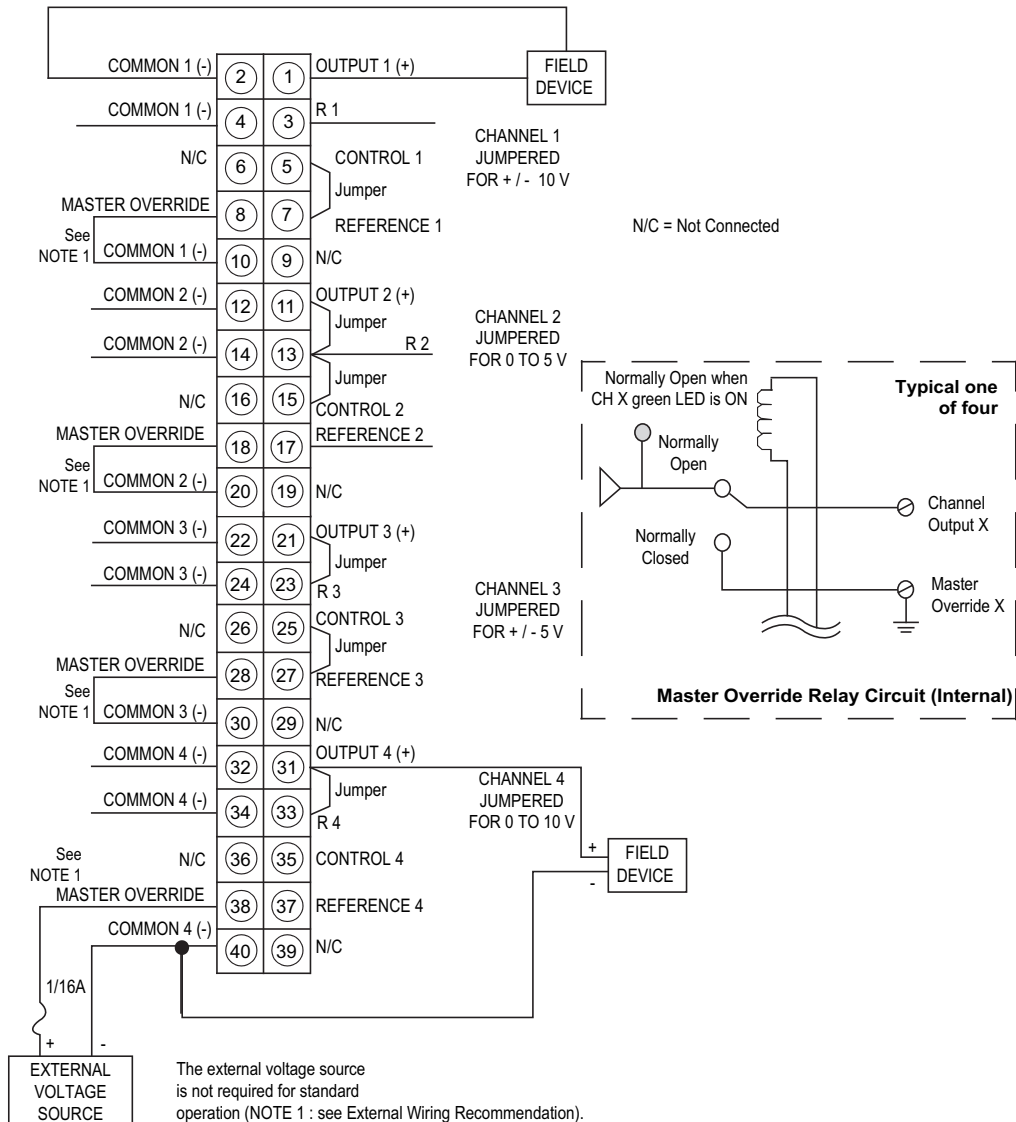 COMMON 1 (-) 2 1 OUTPUT 1 (+)
FIELD
DEVICE
COMMON 1 (-) 4 3 R 1
CHANNEL 1
JUMPERED
FOR + / - 10 V
N/C 6 5 CONTROL 1
Jumper
MASTER OVERRIDE 8 7 REFERENCE 1
N/C = Not Connected
See
NOTE 1
COMMON 1 (-) 10 9 N/C
COMMON 2 (-) 12 11 OUTPUT 2 (+)
Jumper
CHANNEL 2
JUMPERED
FOR 0 TO 5 V
COMMON 2 (-) 14 13 R 2
Jumper
N/C 16 15 CONTROL 2
MASTER OVERRIDE 18 17 REFERENCE 2
See
NOTE 1
COMMON 2 (-) 20 19 N/C
COMMON 3 (-) 22 21 OUTPUT 3 (+)
Jumper
COMMON 3 (-) 24 23 R 3
CHANNEL 3
JUMPERED
FOR + / - 5 V
N/C 26 25 CONTROL 3
Jumper
MASTER OVERRIDE 28 27 REFERENCE 3
See
NOTE 1
COMMON 3 (-) 30 29 N/C
COMMON 4 (-) 32 31 OUTPUT 4 (+)
Jumper
CHANNEL 4
JUMPERED
FOR 0 TO 10 V
COMMON 4 (-) 34 33 R 4
See
NOTE 1
N/C 36 35 CONTROL 4
+
-
FIELD
DEVICE
MASTER OVERRIDE 38 37 REFERENCE 4
COMMON 4 (-) 40 39 N/C
1/16A
+ -
EXTERNAL
VOLTAGE
SOURCE
The external voltage source
is not required for standard
operation (NOTE 1 : see External Wiring Recommendation).
Normally Open when
CH X green LED is ON
Typical one
of four
Normally
Open
Channel
Output X
Normally
Closed
Master
Override X
Master Override Relay Circuit (Internal)